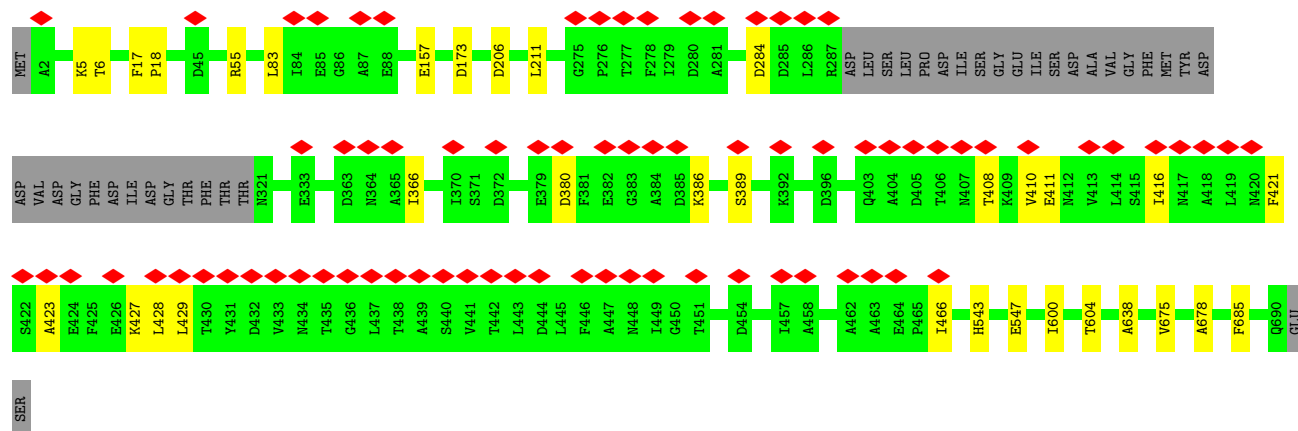 MET A2 K5 T6 F17 P18 D45 R55 L83 I84 E85 G86 A87 E88 E157 D173 D206 L211 G275 P276 T277 F278 I279 D280 A281 D284 D285 L286 R287 ASP LEU SER LEU PRO ASP ILE SER GLY GLU ILE SER ASP ALA VAL GLY PHE MET TYR ASP
ASP VAL ASP GLY PHE ASP ILE ASP GLY THR PHE THR THR N321 E333 D363 N364 A365 I366 I370 S371 D372 E379 D380 F381 E382 G383 A384 D385 K386 S389 K392 D396 Q403 A404 D405 T406 N407 T408 K409 V410 E411 N412 V413 L414 S415 I416 N417 A418 L419 N420 F421
S422 A423 E424 F425 E426 K427 L428 L429 T430 Y431 D432 V433 N434 T435 G436 L437 T438 A439 S440 V441 T442 L443 D444 L445 F446 A447 N448 I449 G450 T451 D454 I457 A458 A462 A463 E464 P465 I466 H543 E547 I600 T604 A638 V675 A678 F685 Q690 GLU
SER